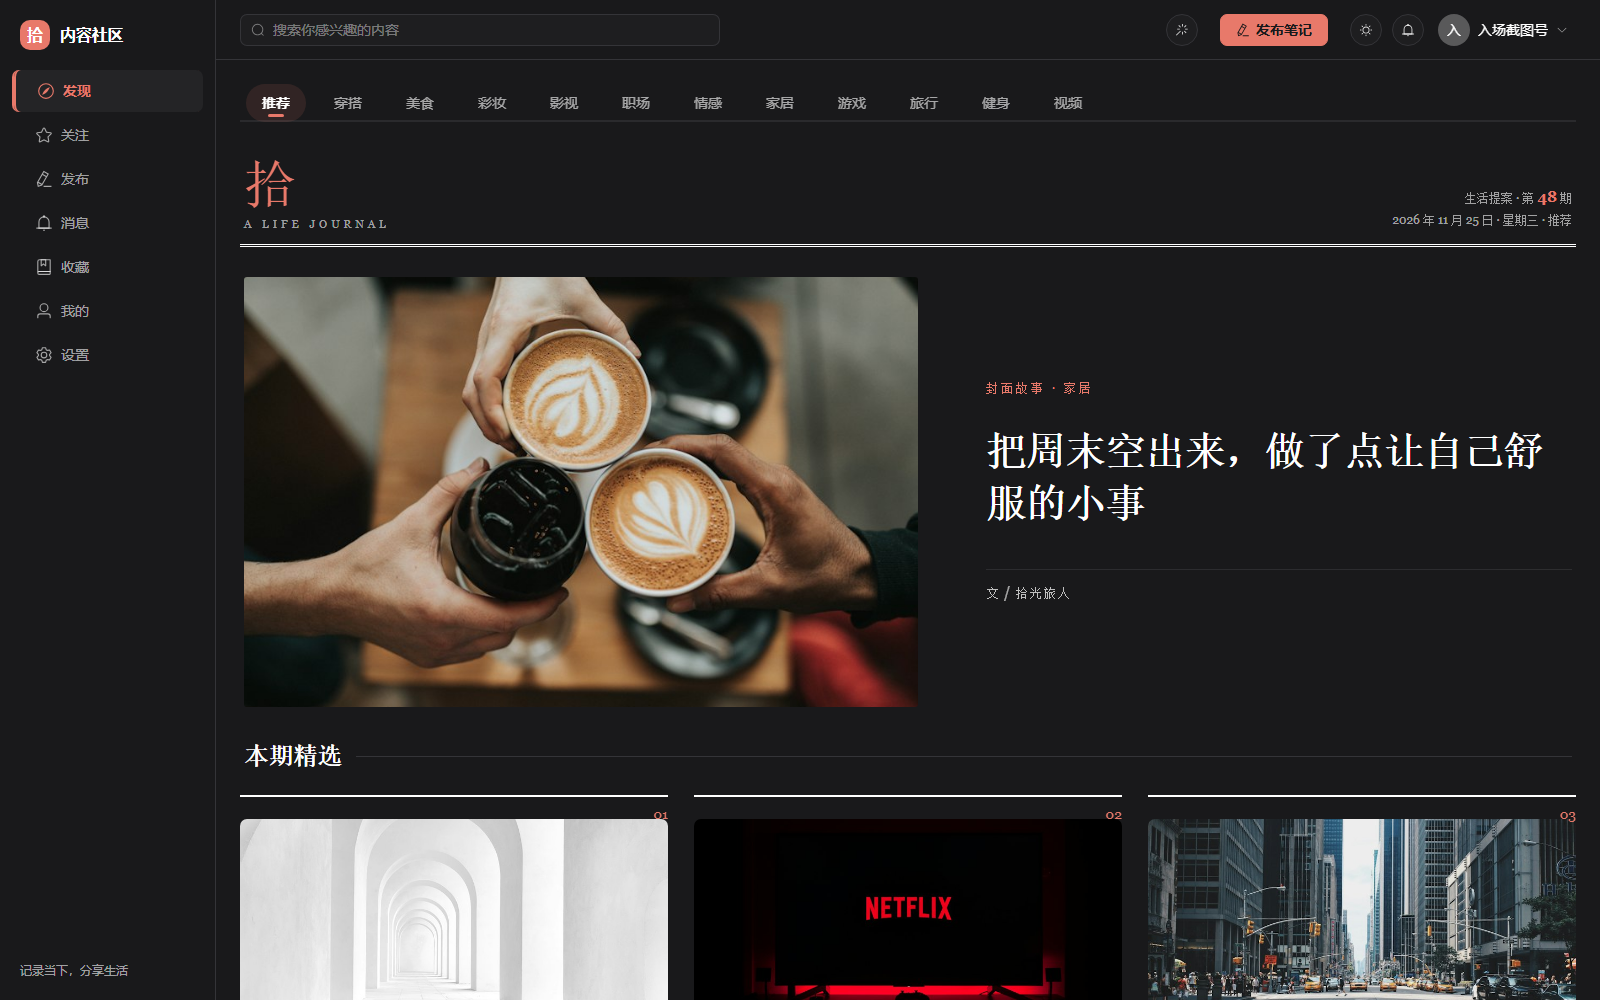 拾 内容社区
搜索你感兴趣的内容
发布笔记
入 入场截图号
发现
关注
发布
消息
收藏
我的
设置
记录当下，分享生活
推荐 穿搭 美食 彩妆 影视 职场 情感 家居 游戏 旅行 健身 视频
拾
A LIFE JOURNAL
生活提案 · 第 48 期
2026 年 11 月 25 日 · 星期三 · 推荐
封面故事 · 家居
把周末空出来，做了点让自己舒
服的小事
文 / 拾光旅人
本期精选
01
02
03
NETFLIX